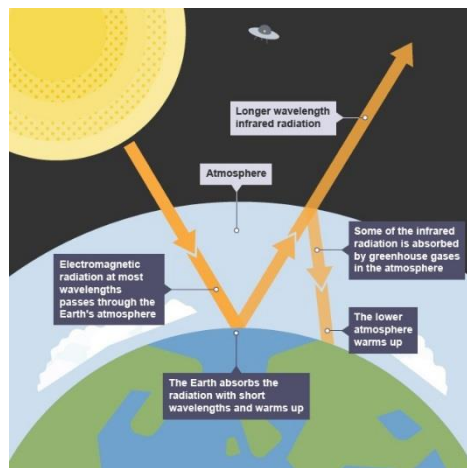 Longer wavelength
infrared radiation
Atmosphere
Some of the infrared
radiation is absorbed
by greenhouse gases
in the atmosphere
Electromagnetic
radiation at most
wavelengths
passes through the
Earth's atmosphere
The lower
atmosphere
warms up
The Earth absorbs the
radiation with short
wavelengths and warms up